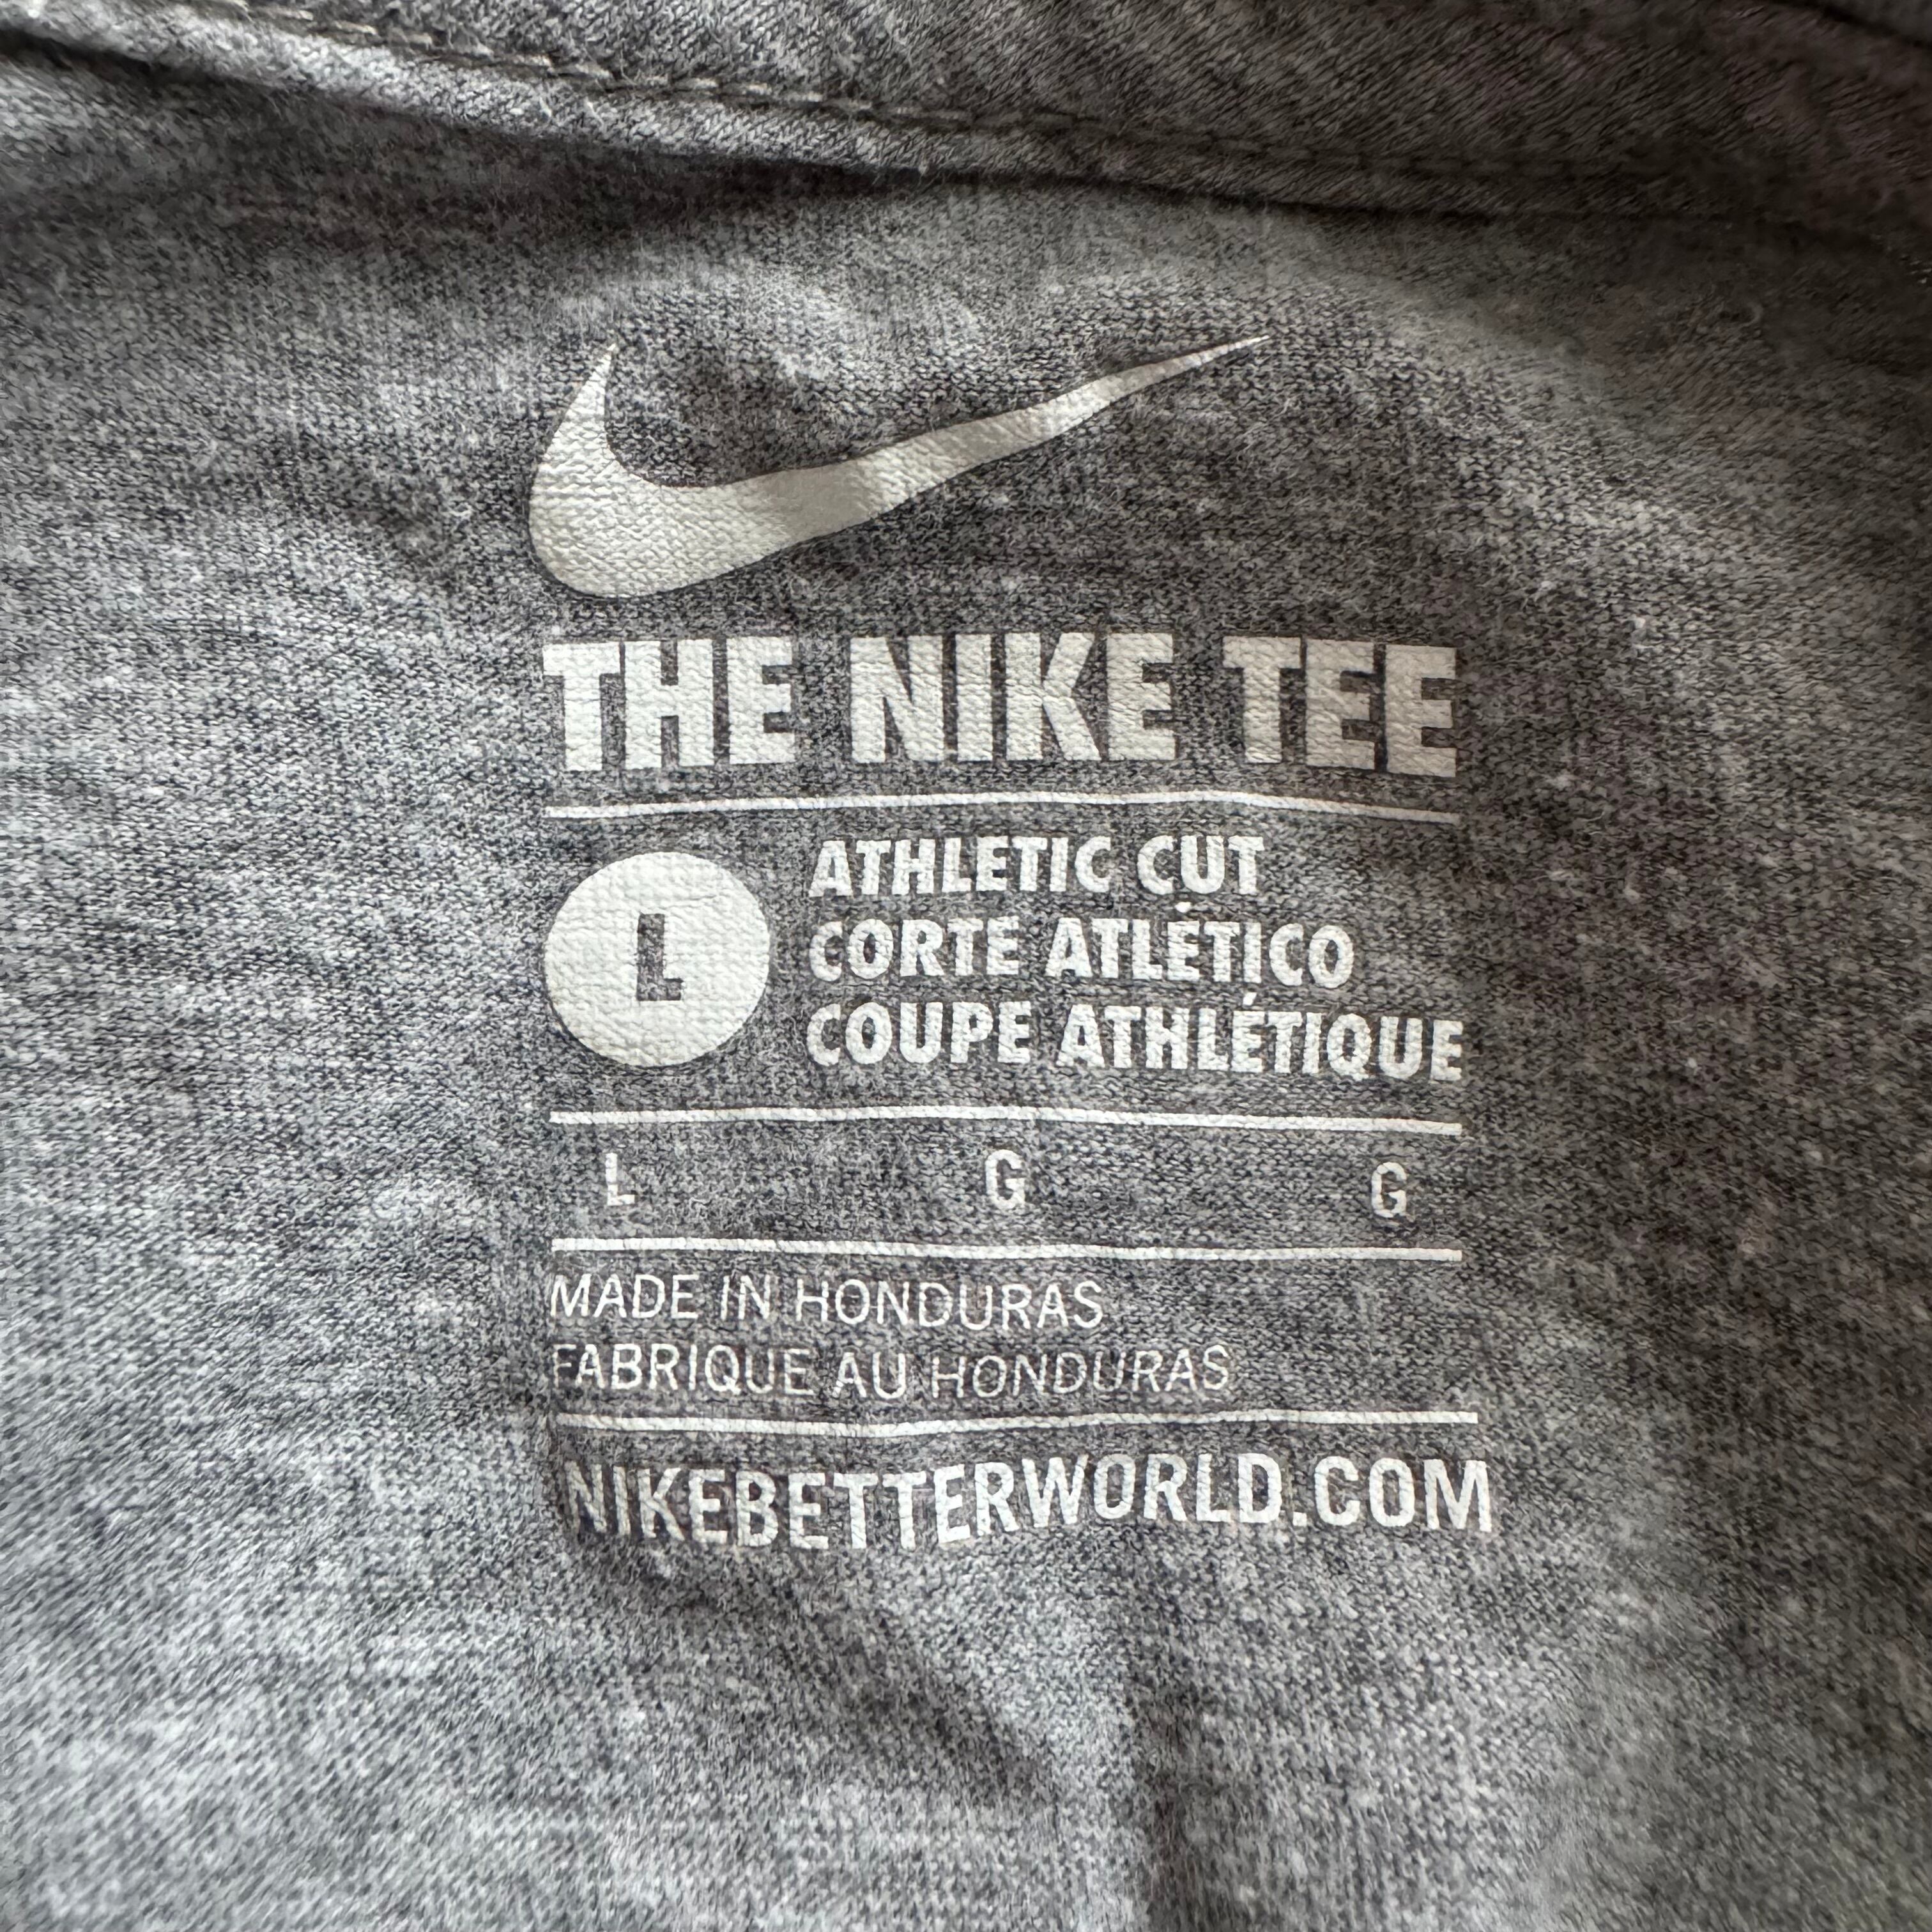 THE NIKE TEE
L
ATHLETIC CUT
CORTE ATLÉTICO
COUPE ATHLÉTIQUE
L G G
MADE IN HONDURAS
FABRIQUE AU HONDURAS
NIKEBETTERWORLD.COM